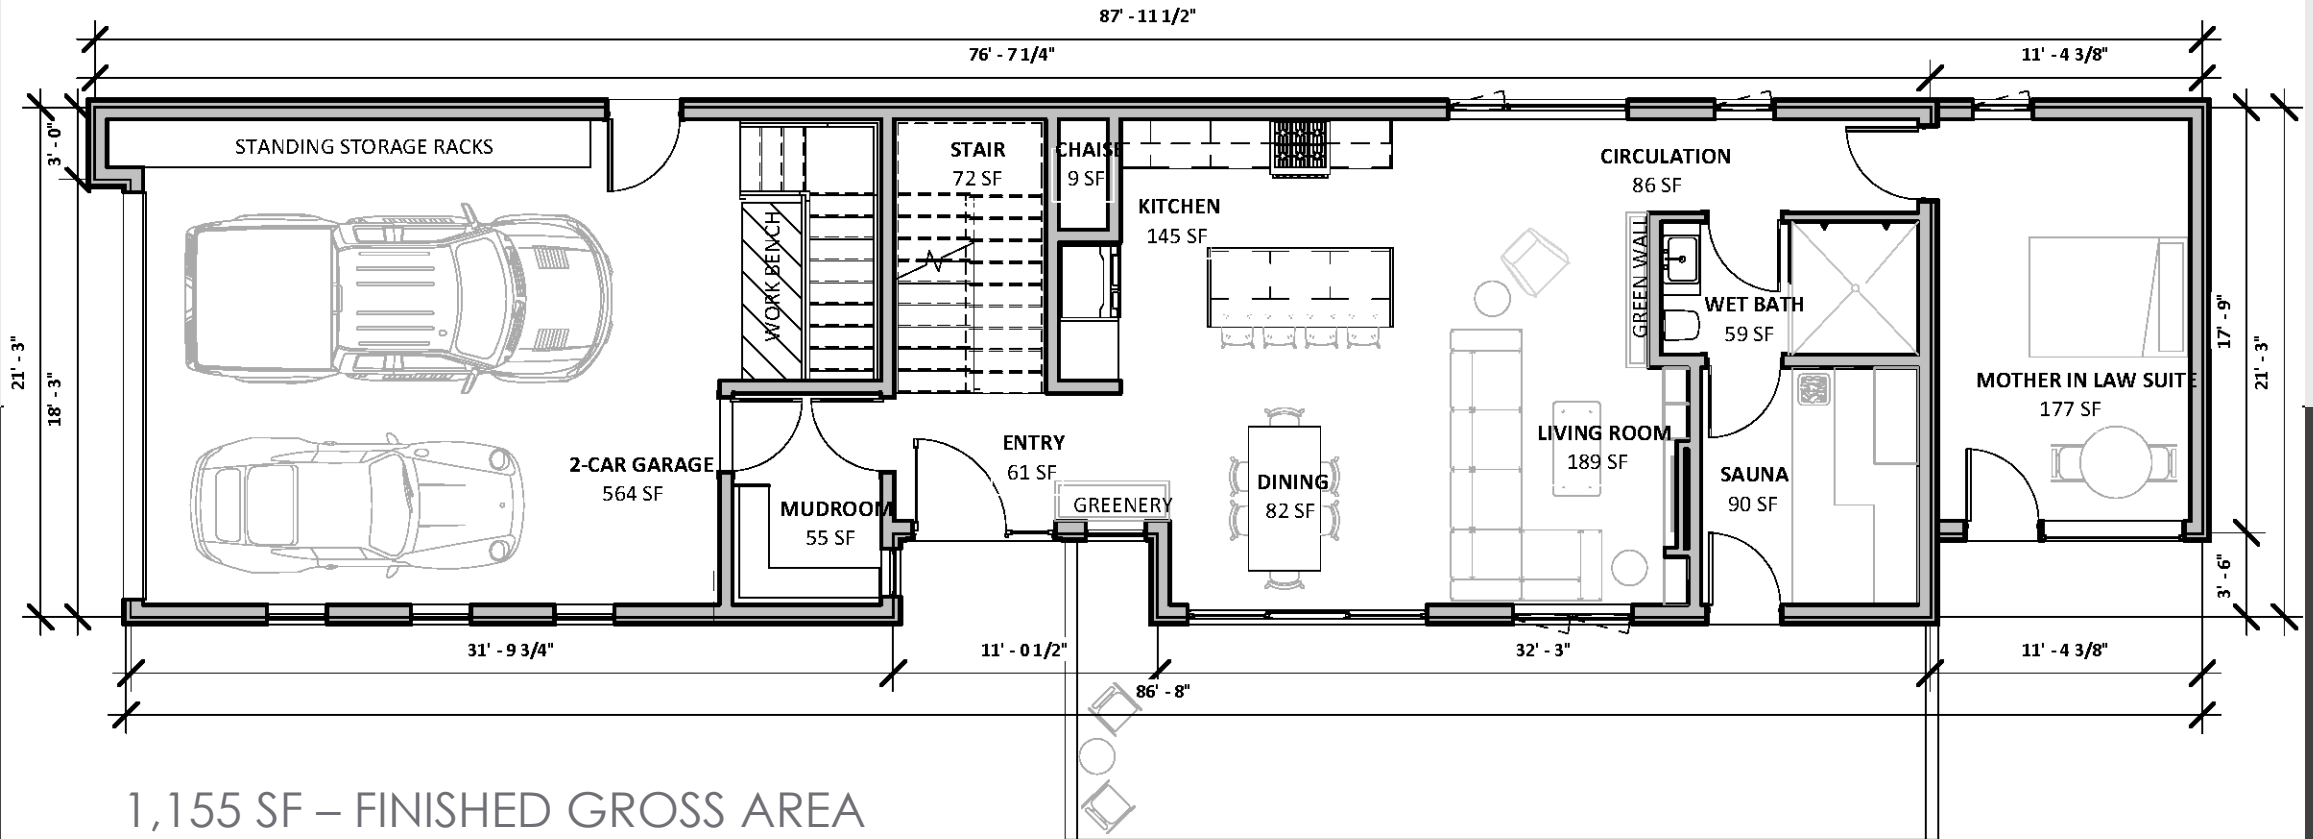 87' - 11 1/2"
76' - 7 1/4"
11' - 4 3/8"
3' - 0"
STANDING STORAGE RACKS
STAIR
72 SF
CHAISE
9 SF
CIRCULATION
86 SF
KITCHEN
145 SF
WORK BENCH
GREEN WALL
WET BATH
59 SF
17' - 9"
21' - 3"
18' - 3"
21' - 3"
MOTHER IN LAW SUITE
177 SF
2-CAR GARAGE
564 SF
ENTRY
61 SF
LIVING ROOM
189 SF
MUDROOM
55 SF
GREENERY
DINING
82 SF
SAUNA
90 SF
3' - 6"
31' - 9 3/4"
11' - 0 1/2"
32' - 3"
11' - 4 3/8"
86' - 8"
1,155 SF – FINISHED GROSS AREA